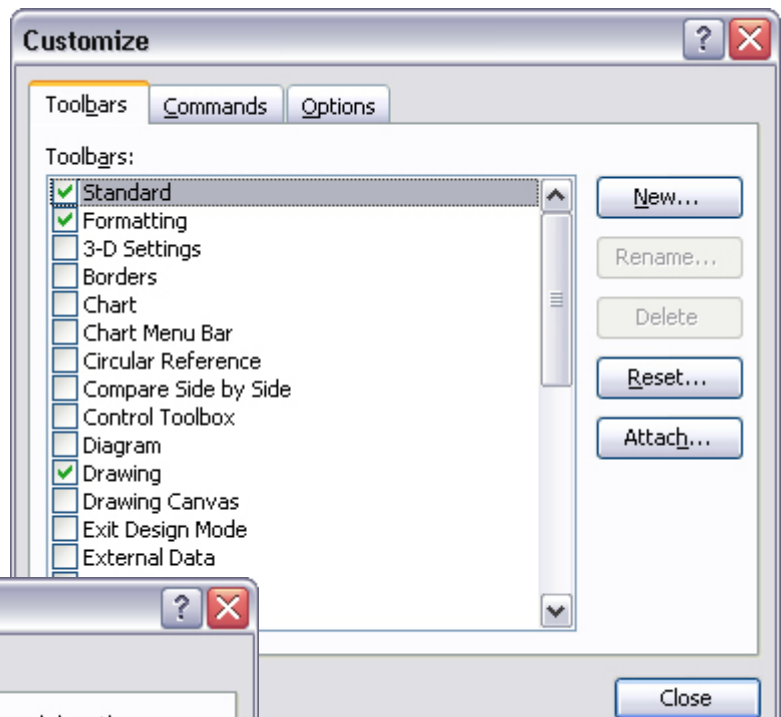 Customize
Toolbars Commands Options
Toolbars:
Standard
Formatting
3-D Settings
Borders
Chart
Chart Menu Bar
Circular Reference
Compare Side by Side
Control Toolbox
Diagram
Drawing
Drawing Canvas
Exit Design Mode
External Data
New...
Rename...
Delete
Reset...
Attach...
Close